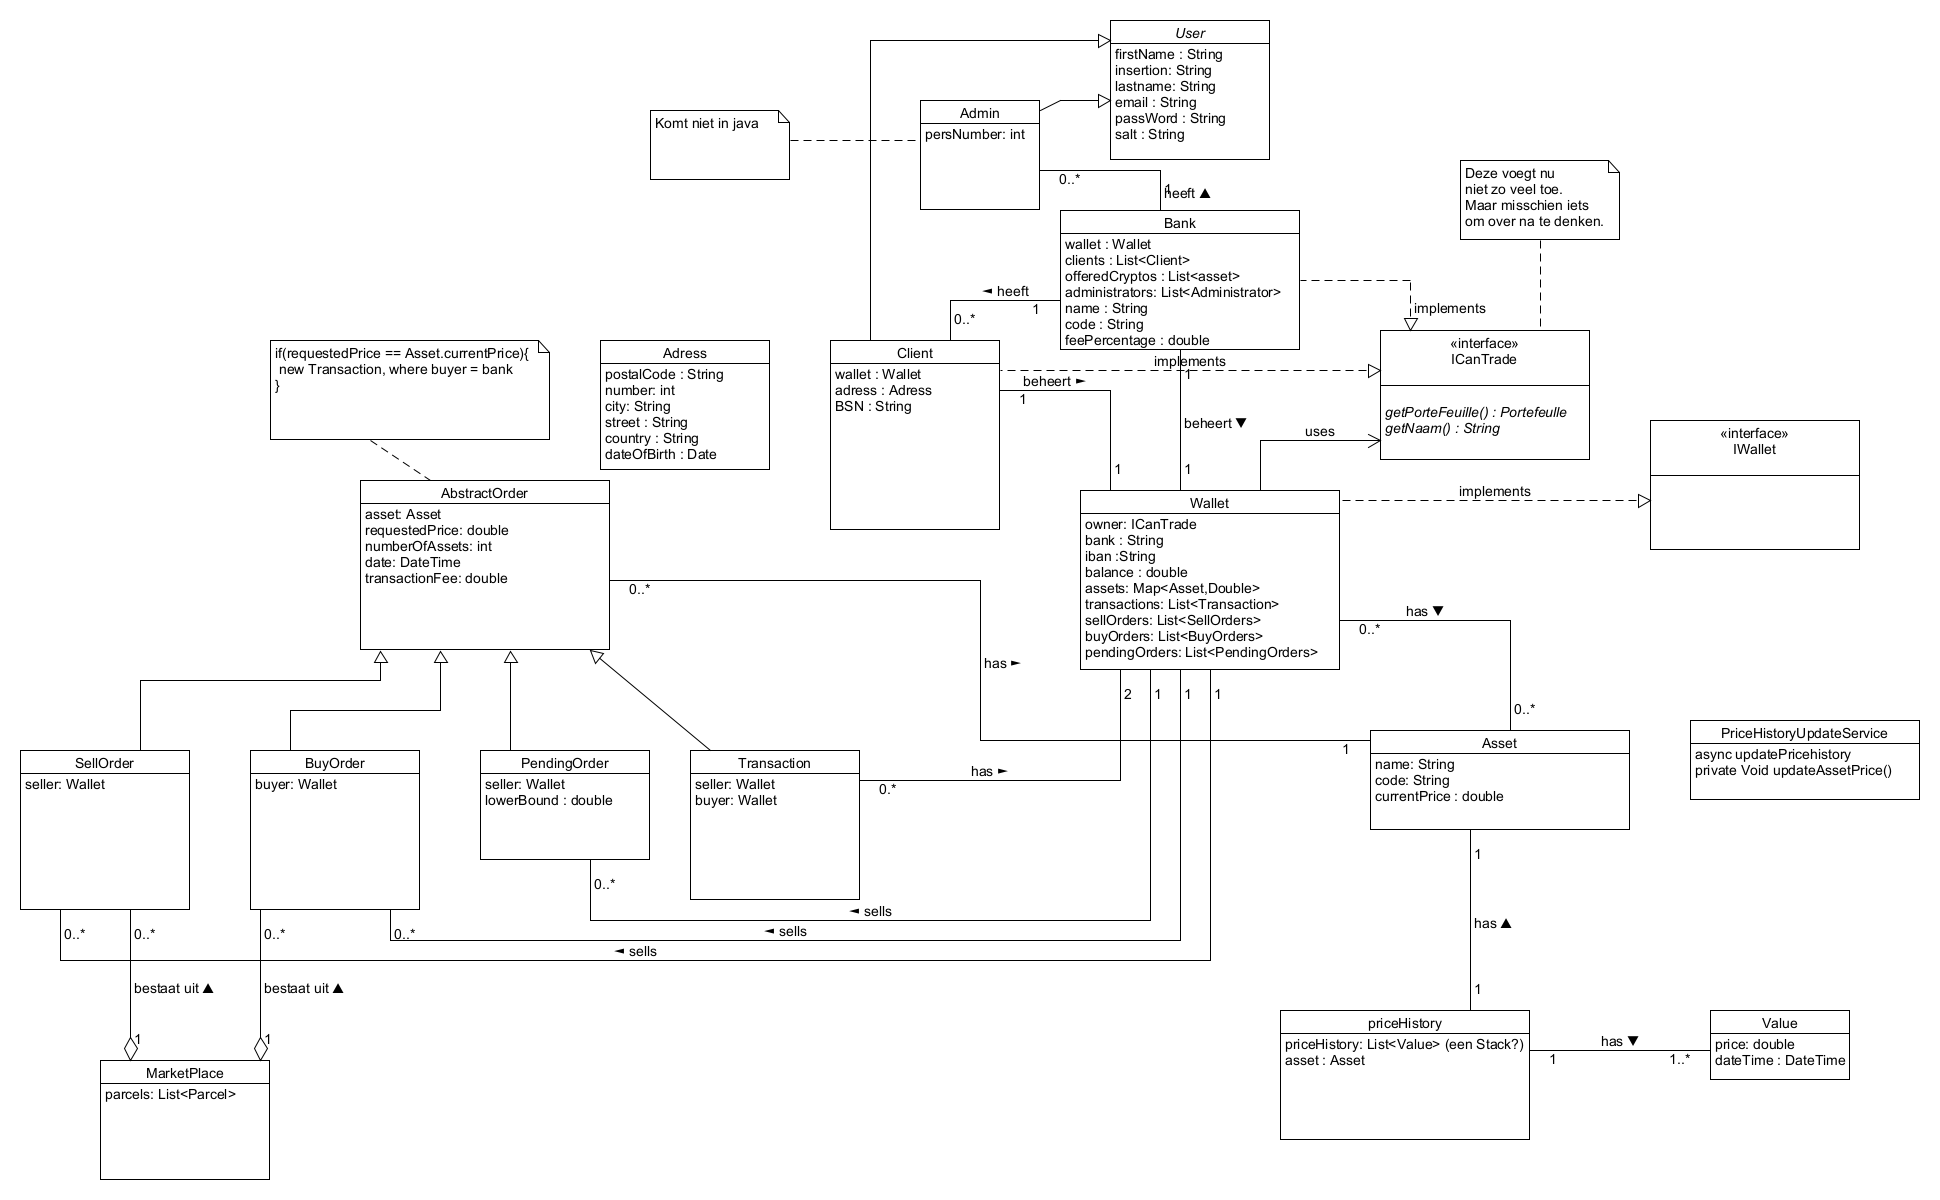 User
firstName : String
insertion: String
lastname: String
email : String
passWord : String
salt : String
Admin
persNumber: int
Komt niet in java
0..*
1
heeft ▲
Deze voegt nu
niet zo veel toe.
Maar misschien iets
om over na te denken.
Bank
wallet : Wallet
clients : List<Client>
offeredCryptos : List<asset>
administrators: List<Administrator>
name : String
code : String
feePercentage : double
◄ heeft
1
0..*
implements
if(requestedPrice == Asset.currentPrice){
new Transaction, where buyer = bank
}
Adress
postalCode : String
number: int
city: String
street : String
country : String
dateOfBirth : Date
Client
wallet : Wallet
adress : Adress
BSN : String
implements
beheert ►
1
1
1
beheert ▼
1
«interface»
ICanTrade
getPorteFeuille() : Portefeulle
getNaam() : String
uses
«interface»
IWallet
implements
AbstractOrder
asset: Asset
requestedPrice: double
numberOfAssets: int
date: DateTime
transactionFee: double
0..*
has ►
1
Wallet
owner: ICanTrade
bank : String
iban :String
balance : double
assets: Map<Asset,Double>
transactions: List<Transaction>
sellOrders: List<SellOrders>
buyOrders: List<BuyOrders>
pendingOrders: List<PendingOrders>
has ▼
0..*
0..*
2
1
1
1
SellOrder
seller: Wallet
BuyOrder
buyer: Wallet
PendingOrder
seller: Wallet
lowerBound : double
Transaction
seller: Wallet
buyer: Wallet
has ►
0.*
Asset
name: String
code: String
currentPrice : double
PriceHistoryUpdateService
async updatePricehistory
private Void updateAssetPrice()
0..*
◄ sells
0..*
0..*
0..*
0..*
◄ sells
◄ sells
bestaat uit ▲
bestaat uit ▲
1
1
MarketPlace
parcels: List<Parcel>
1
has ▲
1
priceHistory
priceHistory: List<Value> (een Stack?)
asset : Asset
has ▼
1
1..*
Value
price: double
dateTime : DateTime